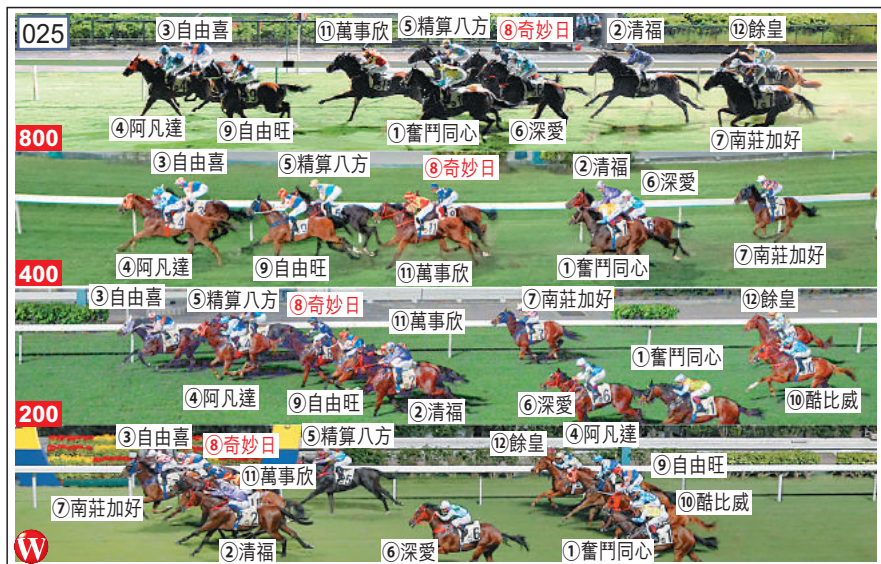 025
③自由喜
⑪萬事欣
⑤精算八方
⑧奇妙日
②清福
⑫餘皇
④阿凡達
⑨自由旺
①奮鬥同心
⑥深愛
⑦南莊加好
800
③自由喜
⑤精算八方
⑧奇妙日
②清福
⑥深愛
④阿凡達
⑨自由旺
⑪萬事欣
①奮鬥同心
⑦南莊加好
400
③自由喜
⑤精算八方
⑧奇妙日
⑪萬事欣
⑦南莊加好
⑫餘皇
①奮鬥同心
④阿凡達
⑨自由旺
②清福
⑥深愛
⑩酷比威
200
③自由喜
⑧奇妙日
⑤精算八方
⑫餘皇
④阿凡達
⑨自由旺
⑪萬事欣
⑩酷比威
⑦南莊加好
②清福
⑥深愛
①奮鬥同心
W